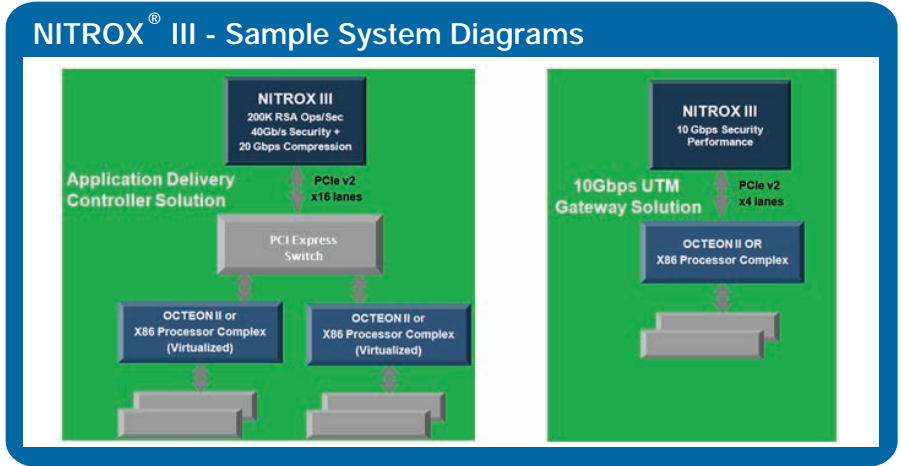 NITROX® III - Sample System Diagrams
NITROX III
200K RSA Ops/Sec
40Gb/s Security +
20 Gbps Compression
Application Delivery
Controller Solution
PCIe v2
x16 lanes
PCI Express
Switch
OCTEON II or
X86 Processor Complex
(Virtualized)
OCTEON II or
X86 Processor Complex
(Virtualized)
NITROX III
10 Gbps Security
Performance
10Gbps UTM
Gateway Solution
PCIe v2
x4 lanes
OCTEON II OR
X86 Processor Complex